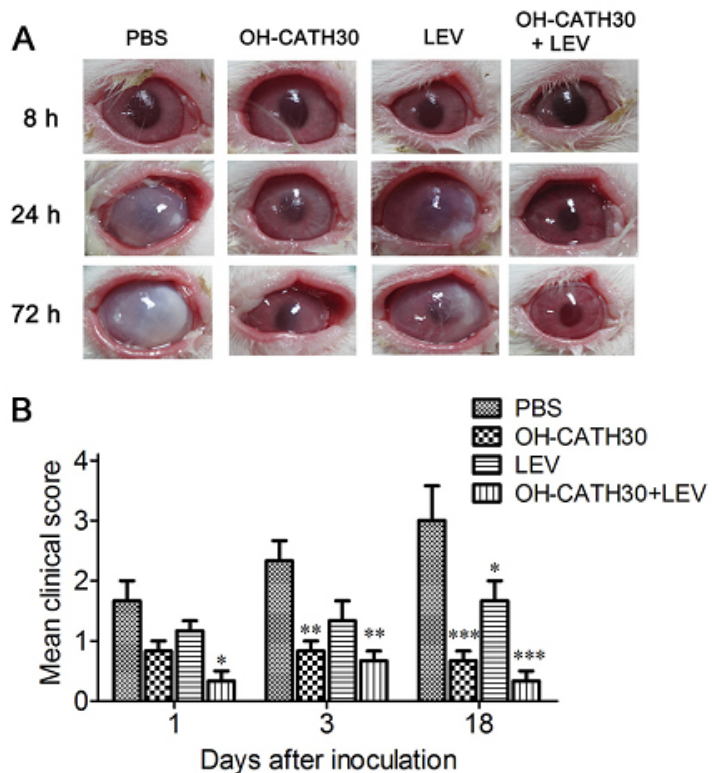 A
PBS
OH-CATH30
LEV
OH-CATH30
+ LEV
8 h
24 h
72 h
B
PBS
OH-CATH30
LEV
OH-CATH30+LEV
Mean clinical score
4
3
2
1
0
*
**
**
***
*
***
1
3
18
Days after inoculation